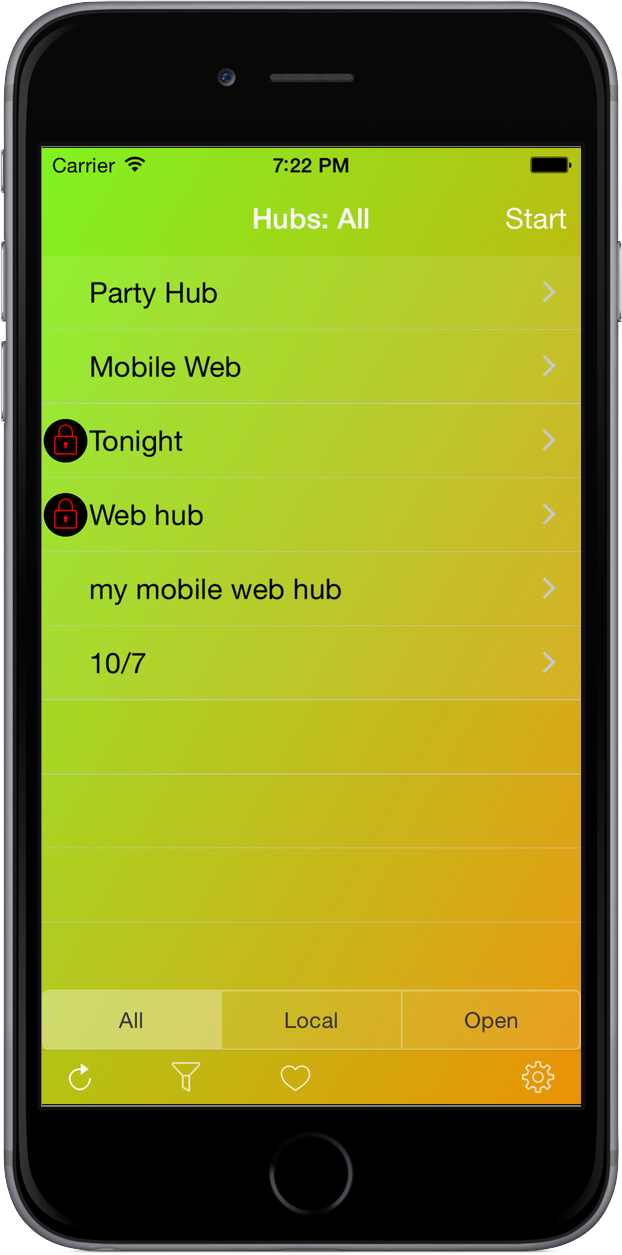 Carrier 7:22 PM
Hubs: All Start
Party Hub
Mobile Web
Tonight
Web hub
my mobile web hub
10/7
All Local Open